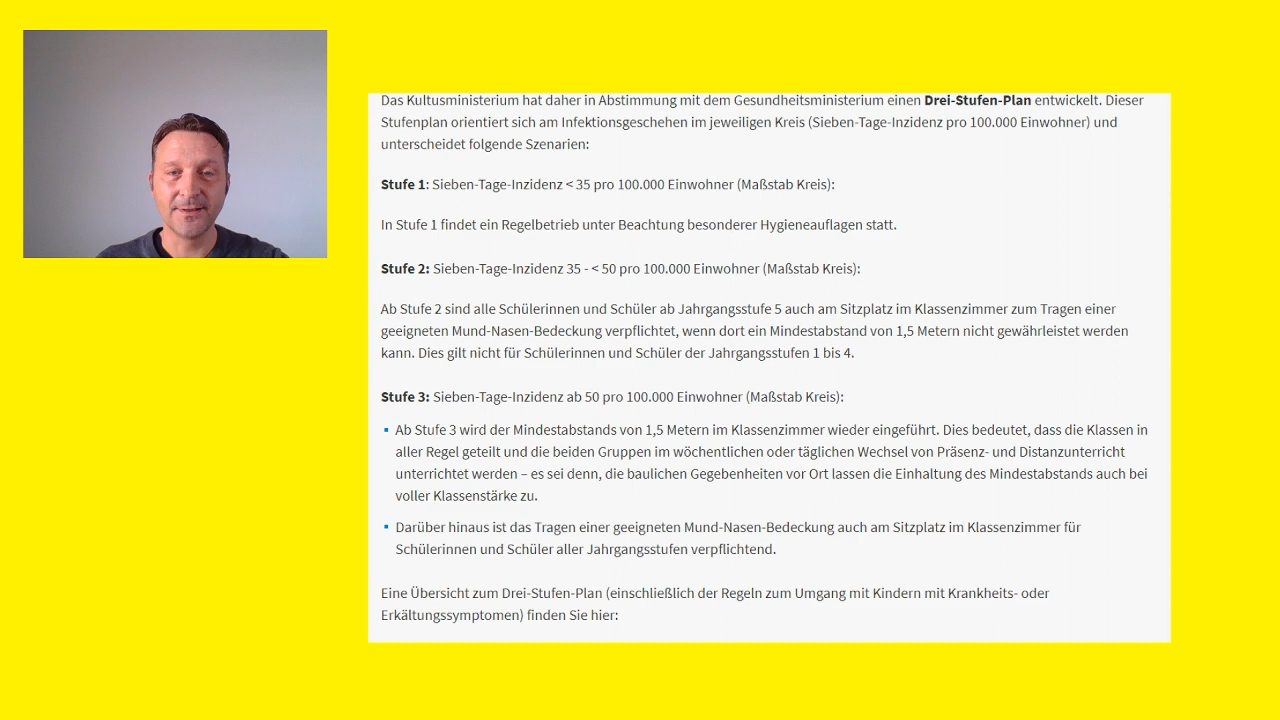 Das Kultusministerium hat daher in Abstimmung mit dem Gesundheitsministerium einen Drei-Stufen-Plan entwickelt. Dieser
Stufenplan orientiert sich am Infektionsgeschehen im jeweiligen Kreis (Sieben-Tage-Inzidenz pro 100.000 Einwohner) und
unterscheidet folgende Szenarien:
Stufe 1: Sieben-Tage-Inzidenz < 35 pro 100.000 Einwohner (Maßstab Kreis):
In Stufe 1 findet ein Regelbetrieb unter Beachtung besonderer Hygieneauflagen statt.
Stufe 2: Sieben-Tage-Inzidenz 35 - < 50 pro 100.000 Einwohner (Maßstab Kreis):
Ab Stufe 2 sind alle Schülerinnen und Schüler ab Jahrgangsstufe 5 auch am Sitzplatz im Klassenzimmer zum Tragen einer
geeigneten Mund-Nasen-Bedeckung verpflichtet, wenn dort ein Mindestabstand von 1,5 Metern nicht gewährleistet werden
kann. Dies gilt nicht für Schülerinnen und Schüler der Jahrgangsstufen 1 bis 4.
Stufe 3: Sieben-Tage-Inzidenz ab 50 pro 100.000 Einwohner (Maßstab Kreis):
▪ Ab Stufe 3 wird der Mindestabstands von 1,5 Metern im Klassenzimmer wieder eingeführt. Dies bedeutet, dass die Klassen in
aller Regel geteilt und die beiden Gruppen im wöchentlichen oder täglichen Wechsel von Präsenz- und Distanzunterricht
unterrichtet werden – es sei denn, die baulichen Gegebenheiten vor Ort lassen die Einhaltung des Mindestabstands auch bei
voller Klassenstärke zu.
▪ Darüber hinaus ist das Tragen einer geeigneten Mund-Nasen-Bedeckung auch am Sitzplatz im Klassenzimmer für
Schülerinnen und Schüler aller Jahrgangsstufen verpflichtend.
Eine Übersicht zum Drei-Stufen-Plan (einschließlich der Regeln zum Umgang mit Kindern mit Krankheits- oder
Erkältungssymptomen) finden Sie hier: